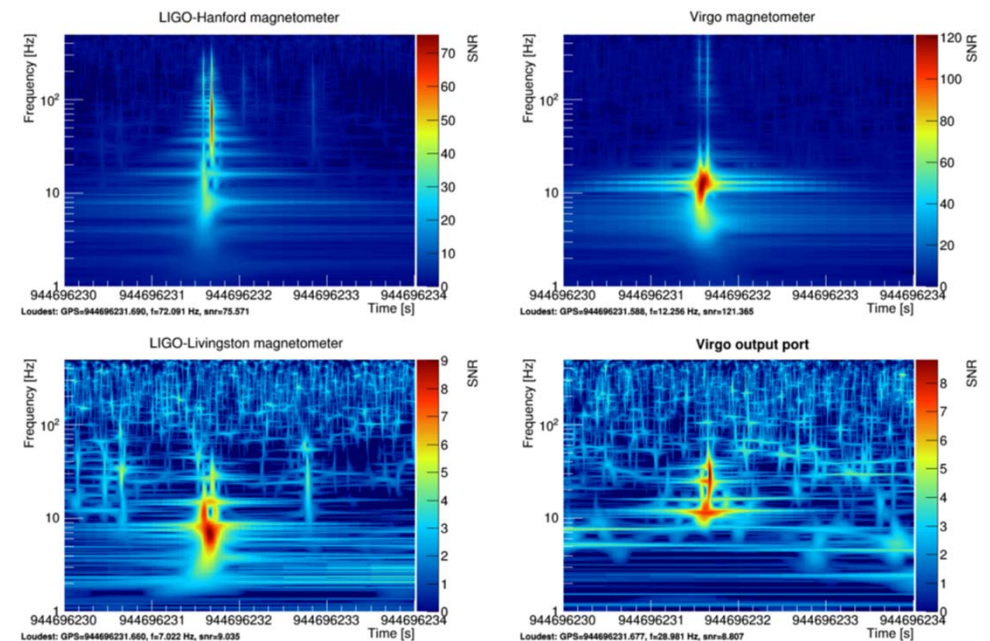 LIGO-Hanford magnetometer
Frequency [Hz]
SNR
10²
10
1
70
60
50
40
30
20
10
0
944696230 944696231 944696232 944696233 944696234
Time [s]
Loudest: GPS=944696231.690, f=72.091 Hz, snr=75.571
Virgo magnetometer
Frequency [Hz]
SNR
10²
10
1
120
100
80
60
40
20
0
944696230 944696231 944696232 944696233 944696234
Time [s]
Loudest: GPS=944696231.588, f=12.256 Hz, snr=121.365
LIGO-Livingston magnetometer
Frequency [Hz]
SNR
10²
10
1
9
8
7
6
5
4
3
2
1
0
944696230 944696231 944696232 944696233 944696234
Time [s]
Loudest: GPS=944696231.660, f=7.022 Hz, snr=9.035
Virgo output port
Frequency [Hz]
SNR
10²
10
1
8
7
6
5
4
3
2
1
0
944696230 944696231 944696232 944696233 944696234
Time [s]
Loudest: GPS=944696231.677, f=28.981 Hz, snr=8.807